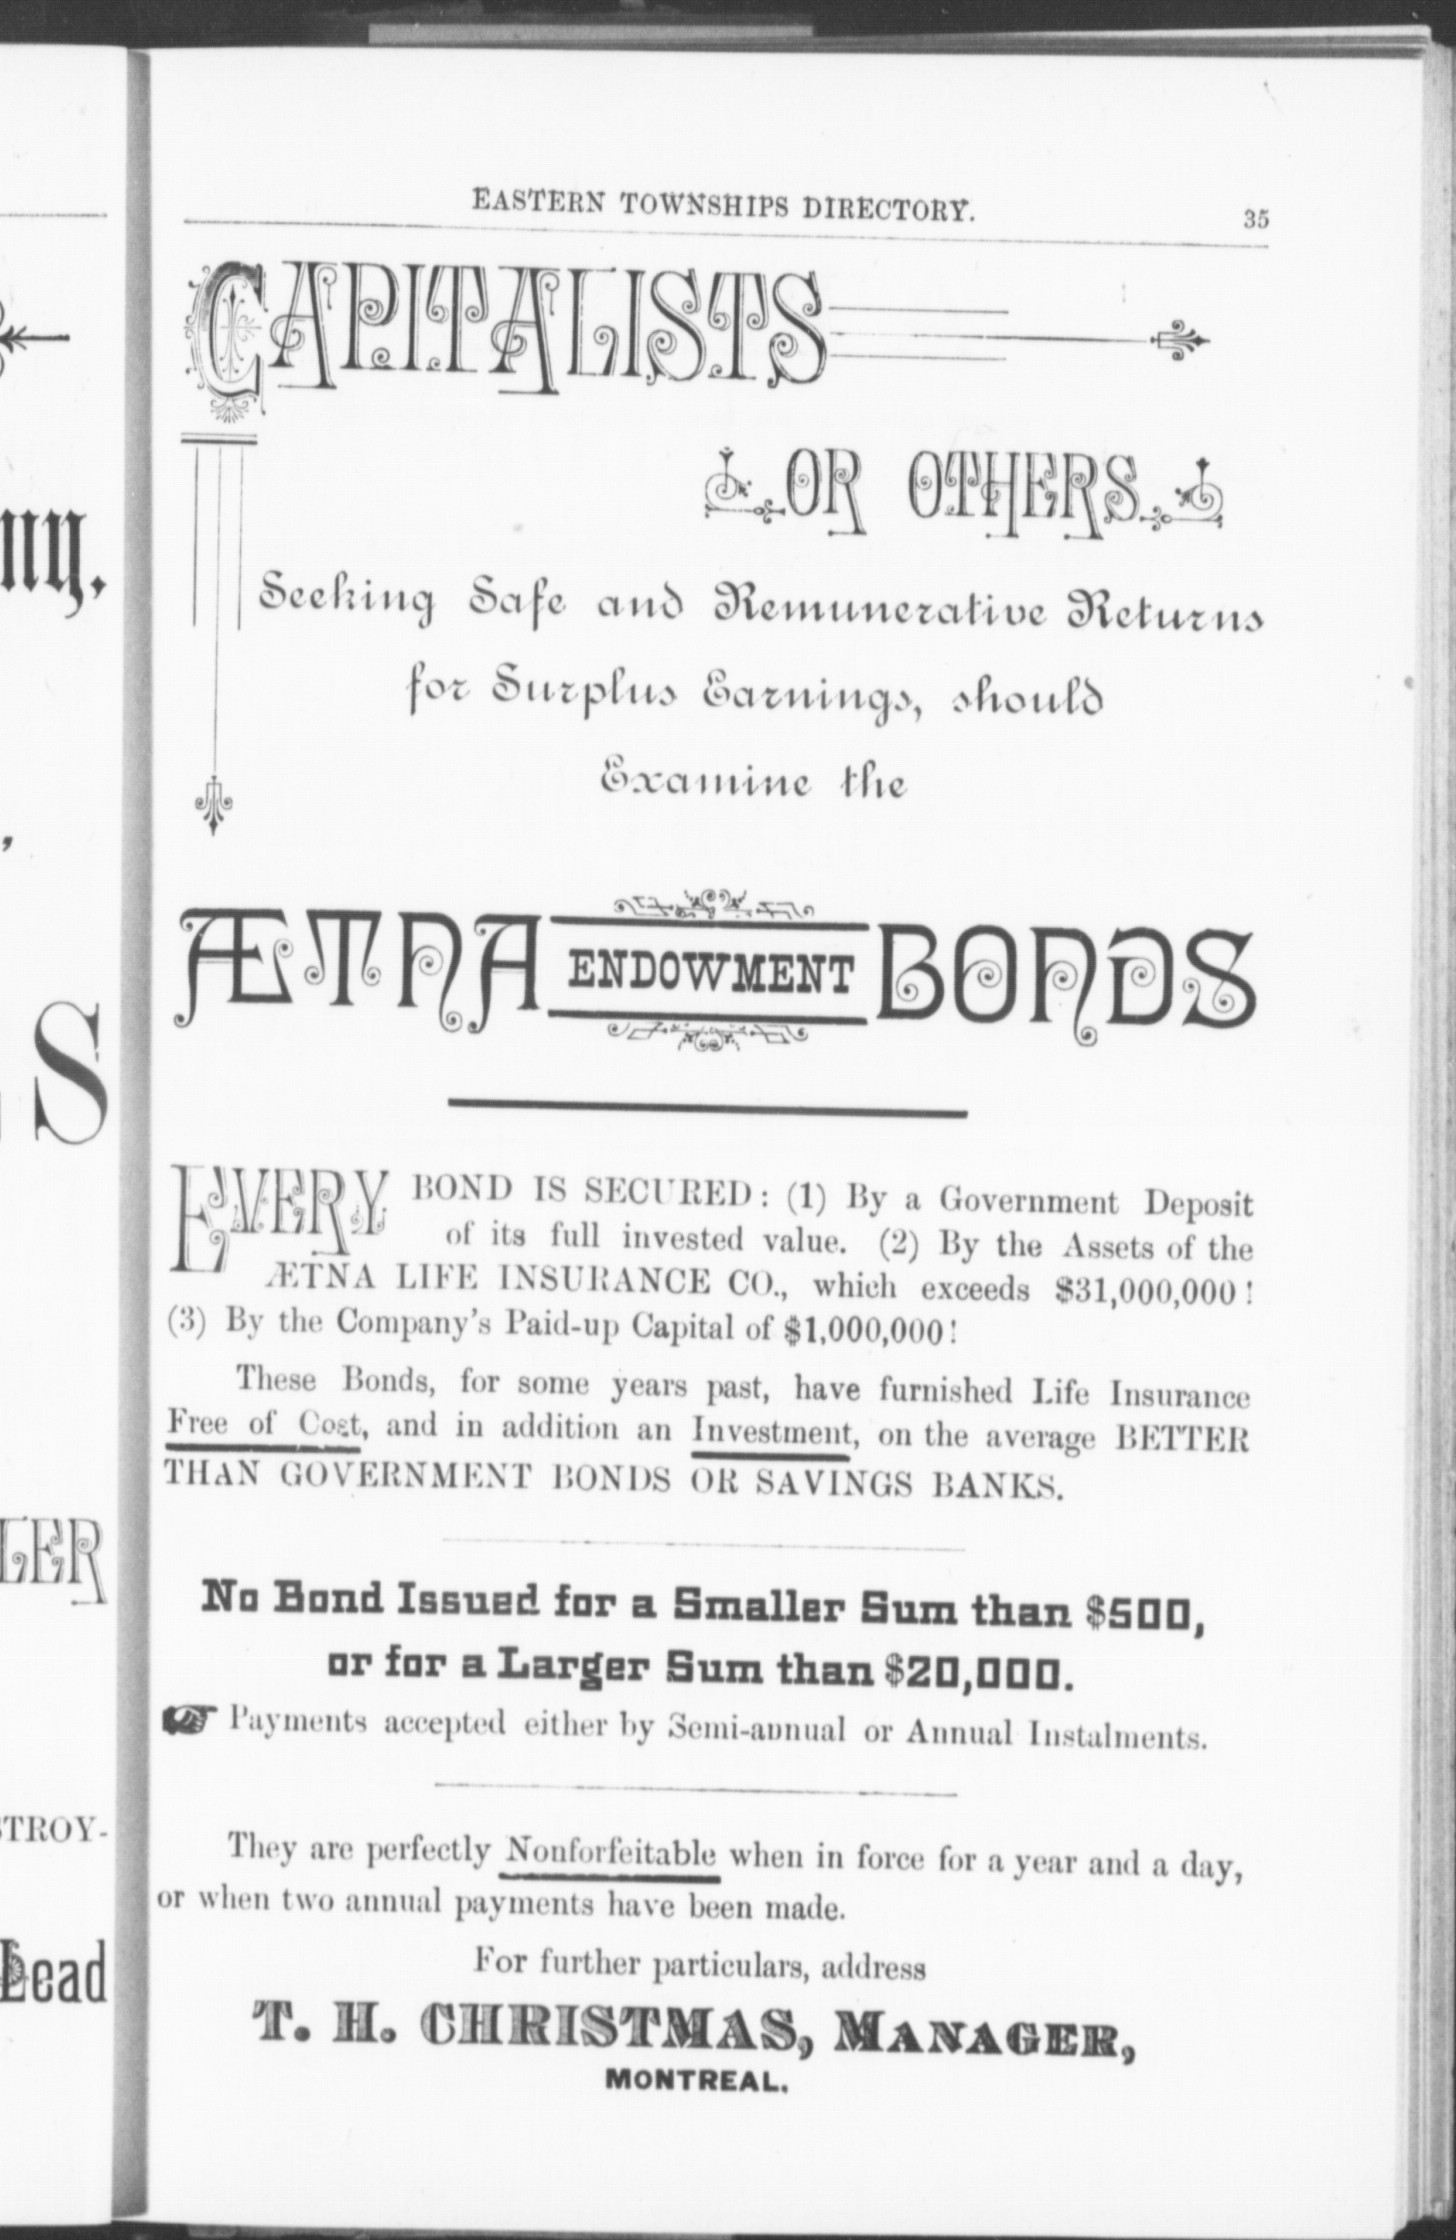 EASTERN TOWNSHIPS DIRECTORY. 35
CAPITALISTS
OR OTHERS
Seeking Safe and Remunerative Returns
for Surplus Earnings, should
Examine the
ÆTNA ENDOWMENT BONDS
EVERY BOND IS SECURED: (1) By a Government Deposit
of its full invested value. (2) By the Assets of the
ÆTNA LIFE INSURANCE CO., which exceeds $31,000,000!
(3) By the Company's Paid-up Capital of $1,000,000!
These Bonds, for some years past, have furnished Life Insurance
Free of Cost, and in addition an Investment, on the average BETTER
THAN GOVERNMENT BONDS OR SAVINGS BANKS.
No Bond Issued for a Smaller Sum than $500,
or for a Larger Sum than $20,000.
☛ Payments accepted either by Semi-annual or Annual Instalments.
They are perfectly Nonforfeitable when in force for a year and a day,
or when two annual payments have been made.
For further particulars, address
T. H. CHRISTMAS, MANAGER,
MONTREAL.
S
TROY-
Lead